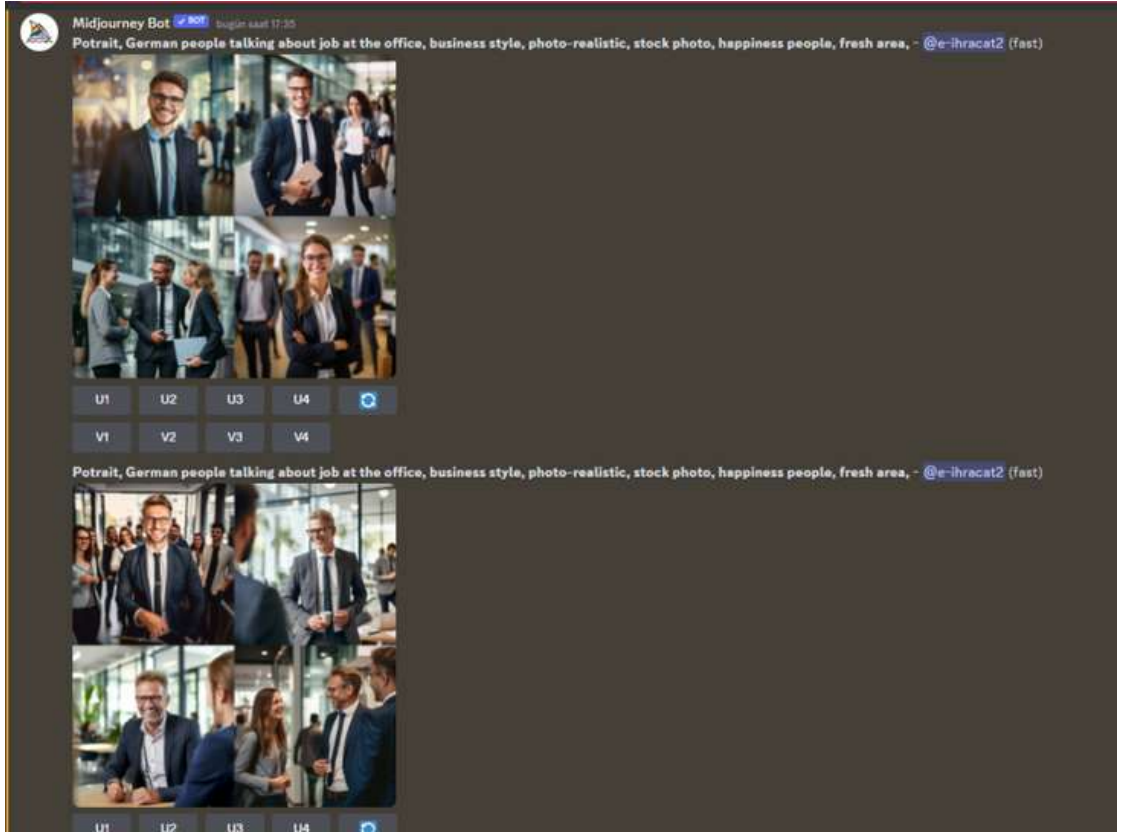 Midjourney Bot ✓ BOT bugün saat 17:35
Potrait, German people talking about job at the office, business style, photo-realistic, stock photo, happiness people, fresh area, - @e-ihracat2 (fast)
U1 U2 U3 U4
V1 V2 V3 V4
Potrait, German people talking about job at the office, business style, photo-realistic, stock photo, happiness people, fresh area, - @e-ihracat2 (fast)
U1 U2 U3 U4